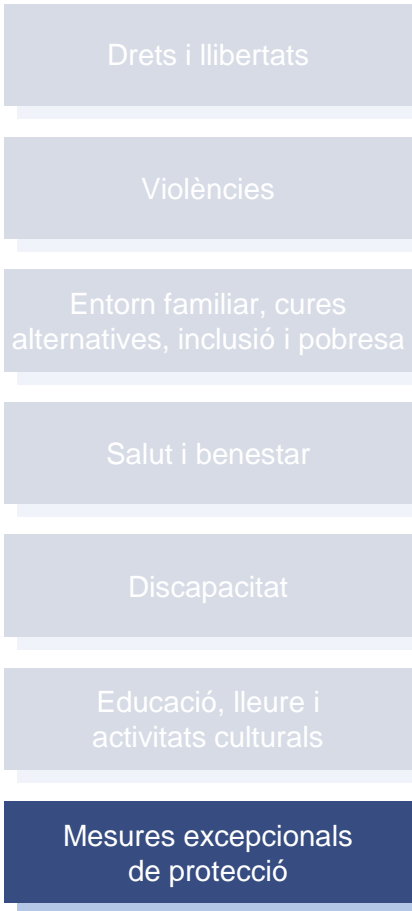 Drets i llibertats
Violències
Entorn familiar, cures
alternatives, inclusió i pobresa
Salut i benestar
Discapacitat
Educació, lleure i
activitats culturals
Mesures excepcionals
de protecció